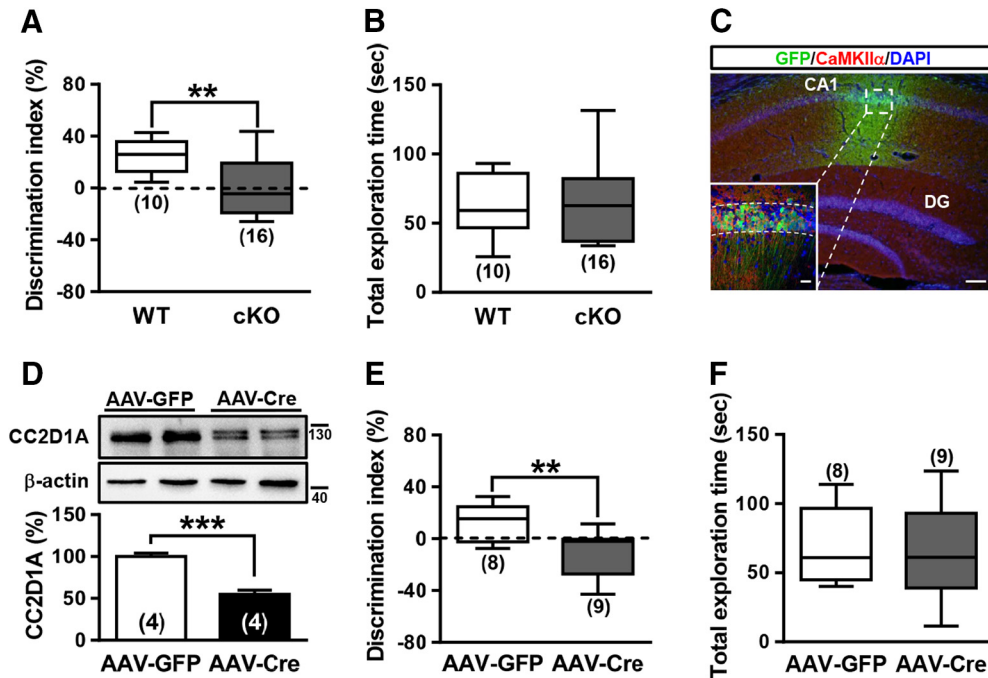 A
Discrimination index (%)
80
40
0
-40
-80
**
(10)
(16)
WT
cKO
B
Total exploration time (sec)
150
100
50
0
(10)
(16)
WT
cKO
C
GFP/CaMKIIα/DAPI
CA1
DG
D
AAV-GFP
AAV-Cre
CC2D1A
130
β-actin
40
CC2D1A (%)
150
100
50
0
***
(4)
(4)
AAV-GFP
AAV-Cre
E
Discrimination index (%)
80
40
0
-40
-80
**
(8)
(9)
AAV-GFP
AAV-Cre
F
Total exploration time (sec)
150
100
50
0
(8)
(9)
AAV-GFP
AAV-Cre